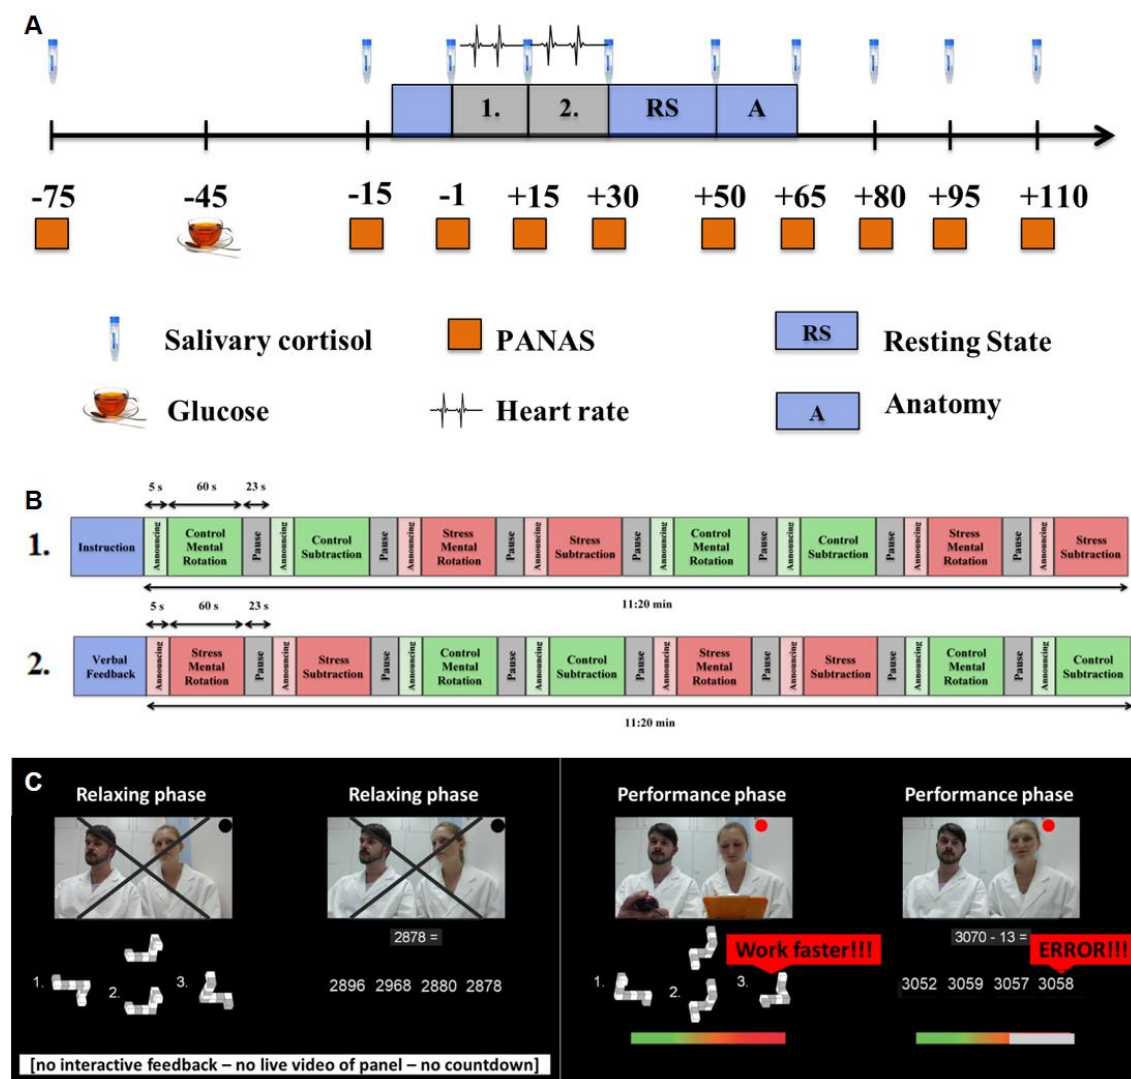 A
1. 2. RS A
-75 -45 -15 -1 +15 +30 +50 +65 +80 +95 +110
Salivary cortisol PANAS RS Resting State
Glucose Heart rate A Anatomy
B
5 s 60 s 23 s
1. Instruction Announcing Control Mental Rotation Pause Announcing Control Subtraction Pause Announcing Stress Mental Rotation Pause Announcing Stress Subtraction Pause Announcing Control Mental Rotation Pause Announcing Control Subtraction Pause Announcing Stress Mental Rotation Pause Announcing Stress Subtraction
11:20 min
5 s 60 s 23 s
2. Verbal Feedback Announcing Stress Mental Rotation Pause Announcing Stress Subtraction Pause Announcing Control Mental Rotation Pause Announcing Control Subtraction Pause Announcing Stress Mental Rotation Pause Announcing Stress Subtraction Pause Announcing Control Mental Rotation Pause Announcing Control Subtraction
11:20 min
C
Relaxing phase Relaxing phase Performance phase Performance phase
2878 = 3070 - 13 =
Work faster!!! ERROR!!!
1. 2. 3. 2896 2968 2880 2878 1. 2. 3. 3052 3059 3057 3058
[no interactive feedback – no live video of panel – no countdown]